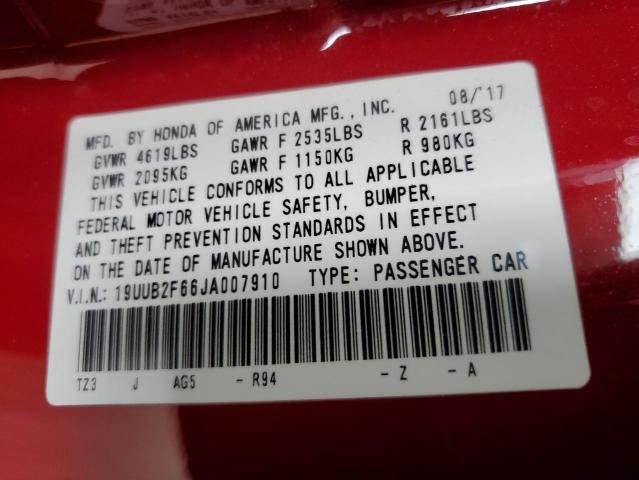 MFD. BY HONDA OF AMERICA MFG., INC. 08/'17
GVWR 4619LBS GAWR F 2535LBS R 2161LBS
GVWR 2095KG GAWR F 1150KG R 980KG
THIS VEHICLE CONFORMS TO ALL APPLICABLE
FEDERAL MOTOR VEHICLE SAFETY, BUMPER,
AND THEFT PREVENTION STANDARDS IN EFFECT
ON THE DATE OF MANUFACTURE SHOWN ABOVE.
V.I.N.: 19UUB2F66JA007910 TYPE: PASSENGER CAR
TZ3 J AG5 - R94 - Z - A